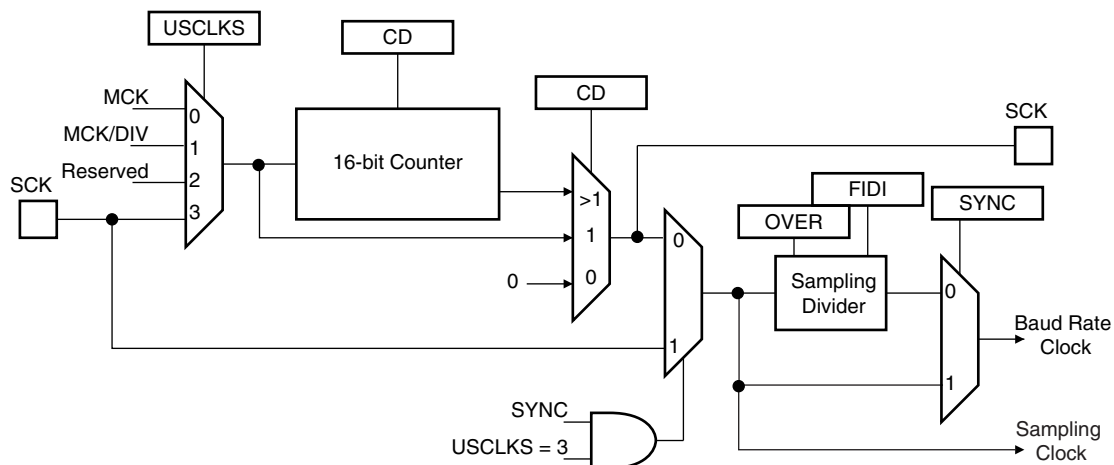 USCLKS
CD
CD
SCK
MCK
0
MCK/DIV
1
16-bit Counter
Reserved
2
SCK
3
>1
1
0
0
FIDI
OVER
SYNC
0
Sampling
Divider
0
Baud Rate
Clock
1
1
SYNC
USCLKS = 3
Sampling
Clock